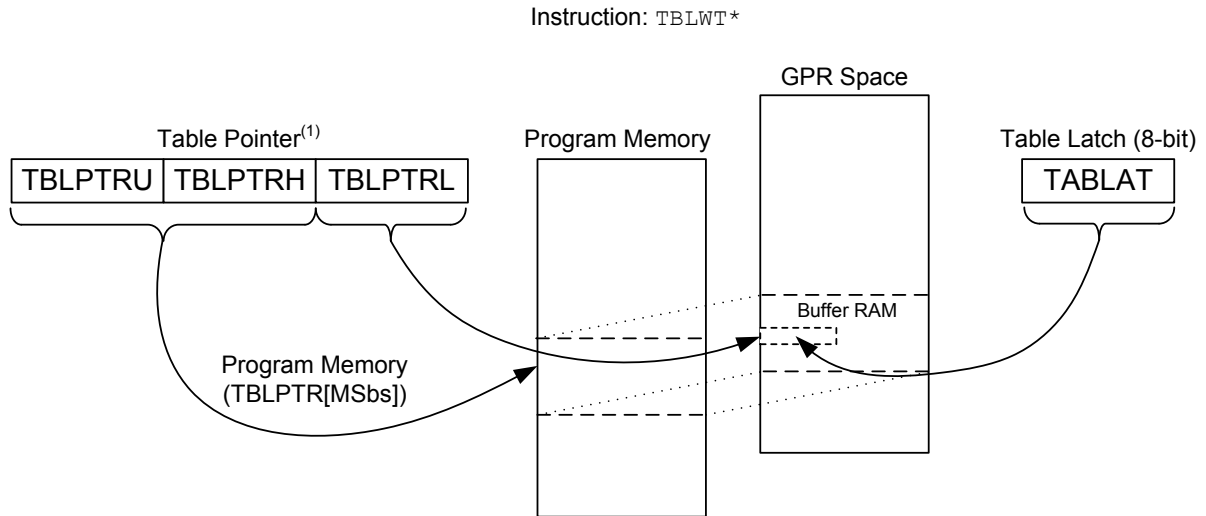 Instruction: TBLWT*
GPR Space
Table Pointer(1)
Program Memory
Table Latch (8-bit)
TBLPTRU TBLPTRH TBLPTRL
TABLAT
Buffer RAM
Program Memory
(TBLPTR[MSbs])